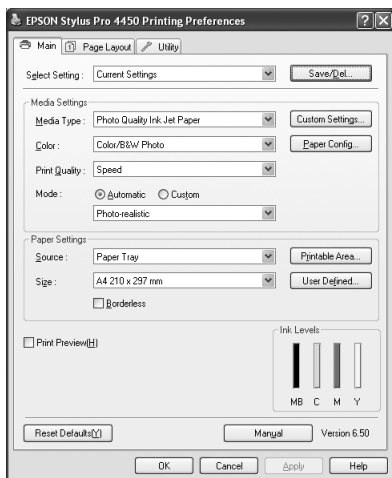 EPSON Stylus Pro 4450 Printing Preferences
Main Page Layout Utility
Select Setting : Current Settings Save/Del...
Media Settings
Media Type : Photo Quality Ink Jet Paper Custom Settings...
Color : Color/B&W Photo Paper Config...
Print Quality : Speed
Mode : Automatic Custom
Photo-realistic
Paper Settings
Source : Paper Tray Printable Area...
Size : A4 210 x 297 mm User Defined...
Borderless
Print Preview(H)
Ink Levels
MB C M Y
Reset Defaults(Y) Manual Version 6.50
OK Cancel Apply Help